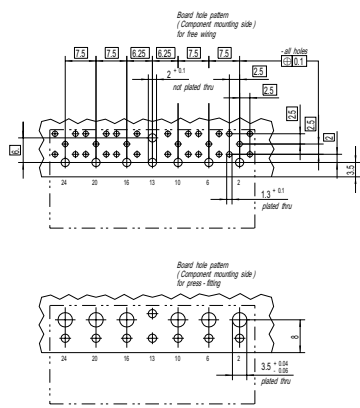 Board hole pattern
( Component mounting side )
for free wiring
7.5 7.5 6.25 6.25 7.5 7.5
- all holes
⌖ 0.1
2 + 0.1
not plated thru
2.5
2.5
2.5
2.5
2
6
3.5
24 20 16 13 10 6 2
1.3 + 0.1
plated thru
Board hole pattern
( Component mounting side )
for press - fitting
24 20 16 13 10 6 2
8
3.5 + 0.04
- 0.06
plated thru